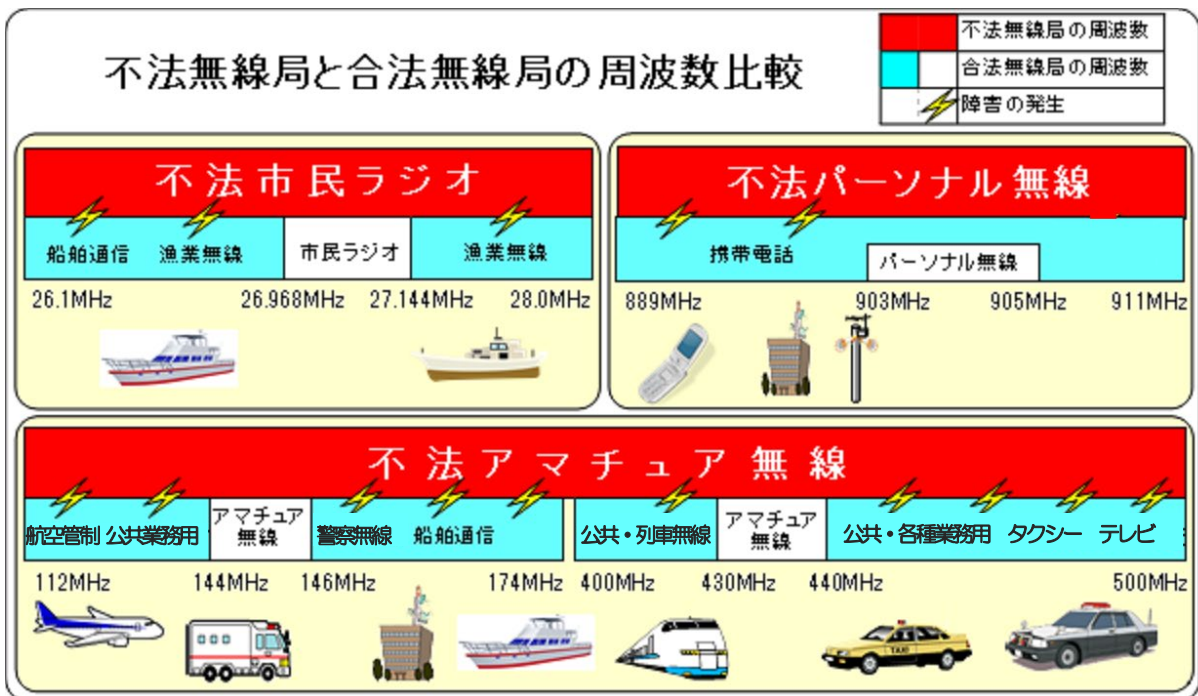 不法無線局と合法無線局の周波数比較
不法無線局の周波数
合法無線局の周波数
障害の発生
不法市民ラジオ
船舶通信 漁業無線 市民ラジオ 漁業無線
26.1MHz 26.968MHz 27.144MHz 28.0MHz
不法パーソナル無線
携帯電話 パーソナル無線
889MHz 903MHz 905MHz 911MHz
不法アマチュア無線
航空管制 公共業務用 アマチュア無線 警察無線 船舶通信 公共・列車無線 アマチュア無線 公共・各種業務用 タクシー テレビ
112MHz 144MHz 146MHz 174MHz 400MHz 430MHz 440MHz 500MHz
TAXI